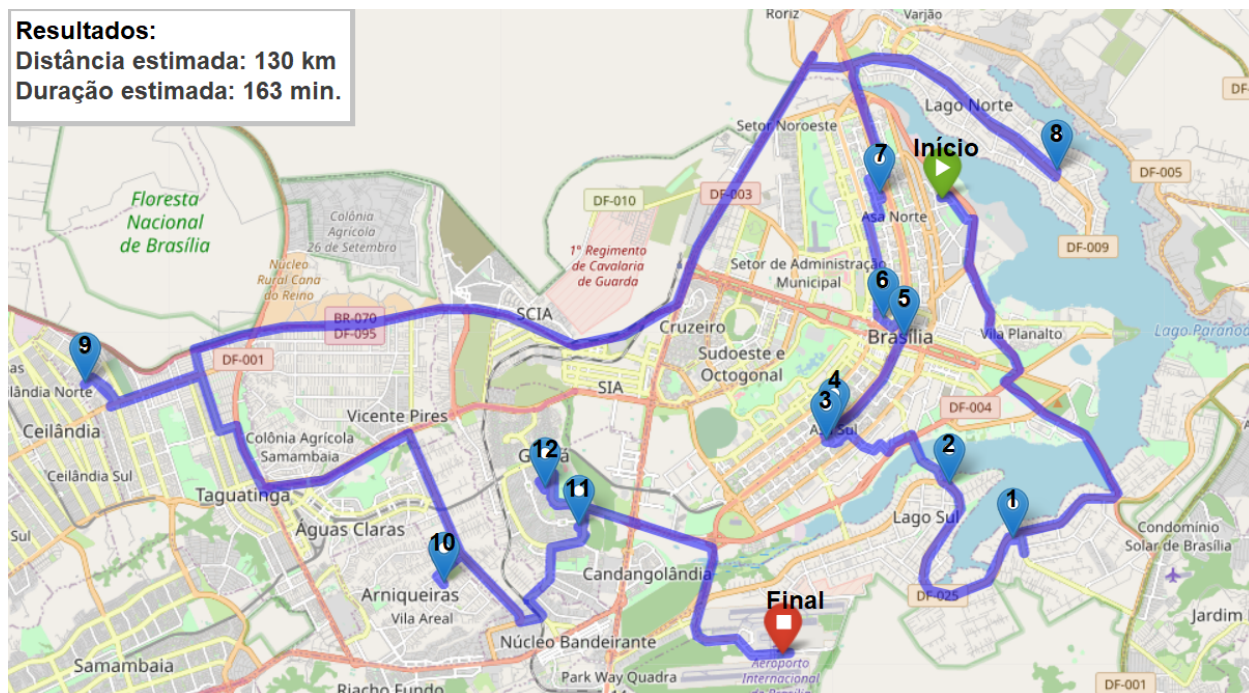 Resultados:
Distância estimada: 130 km
Duração estimada: 163 min.
Roriz
Varjão
DF-
Lago Norte
Setor Noroeste
8
DF-005
7
Início
Floresta
Nacional
de Brasília
Colônia
Agrícola
26 de Setembro
DF-010
DF-003
Asa Norte
DF-009
1° Regimento
de Cavalaria
de Guarda
Setor de Administração
Municipal
Núcleo
Rural Cana
do Reino
6
5
BR-070
DF-095
SCIA
Cruzeiro
Brasília
Vila Planalto
Lago Paranoá
9
DF-001
Sudoeste e
Octogonal
SIA
4
3
Asa Sul
DF-004
Ceilândia
Vicente Pires
Colônia Agrícola
Samambaia
12
2
Ceilândia Sul
Taguatinga
11
1
Lago Sul
Sul
Águas Claras
Condomínio
Solar de Brasília
10
Candangolândia
Arniqueiras
DF-025
Final
Vila Areal
Núcleo Bandeirante
Jardim
Samambaia
Park Way Quadra
Aeroporto
Internacional
Riacho Fundo
DF-001